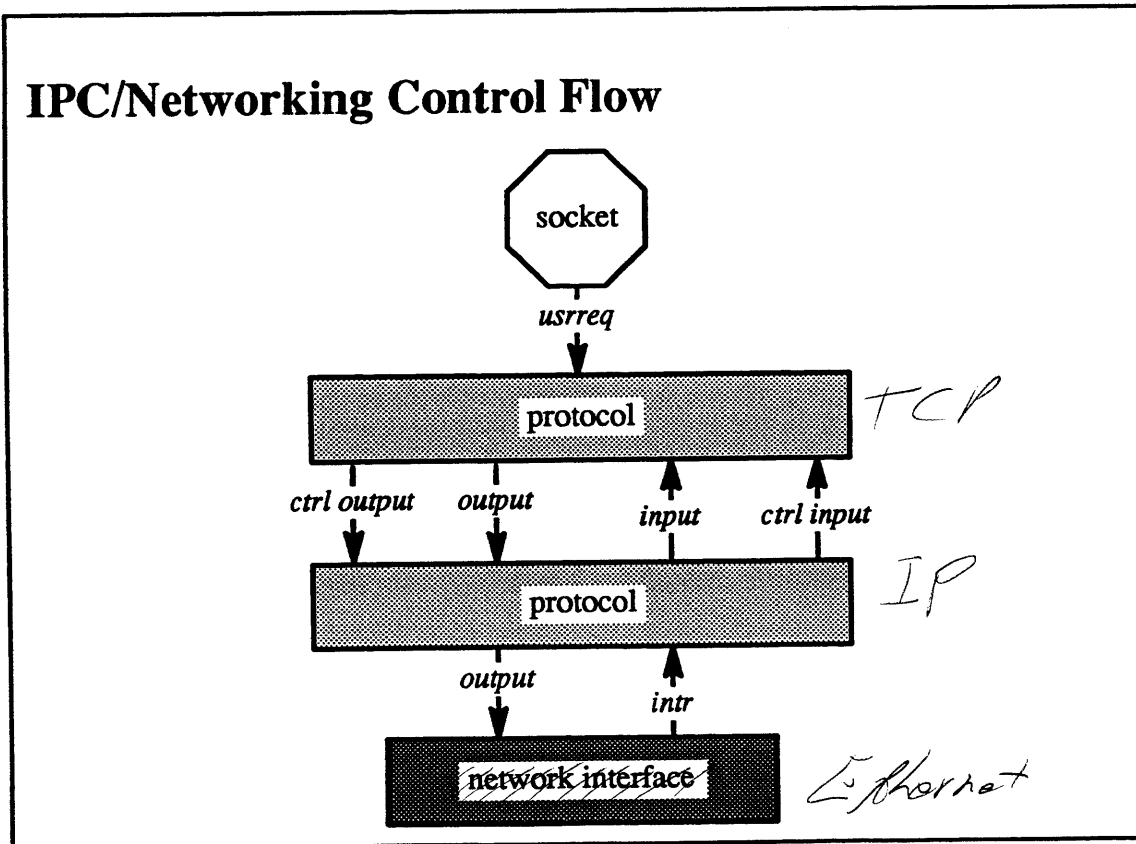 IPC/Networking Control Flow
socket
usrreq
protocol TCP
ctrl output output input ctrl input
protocol IP
output intr
network interface Ethernet